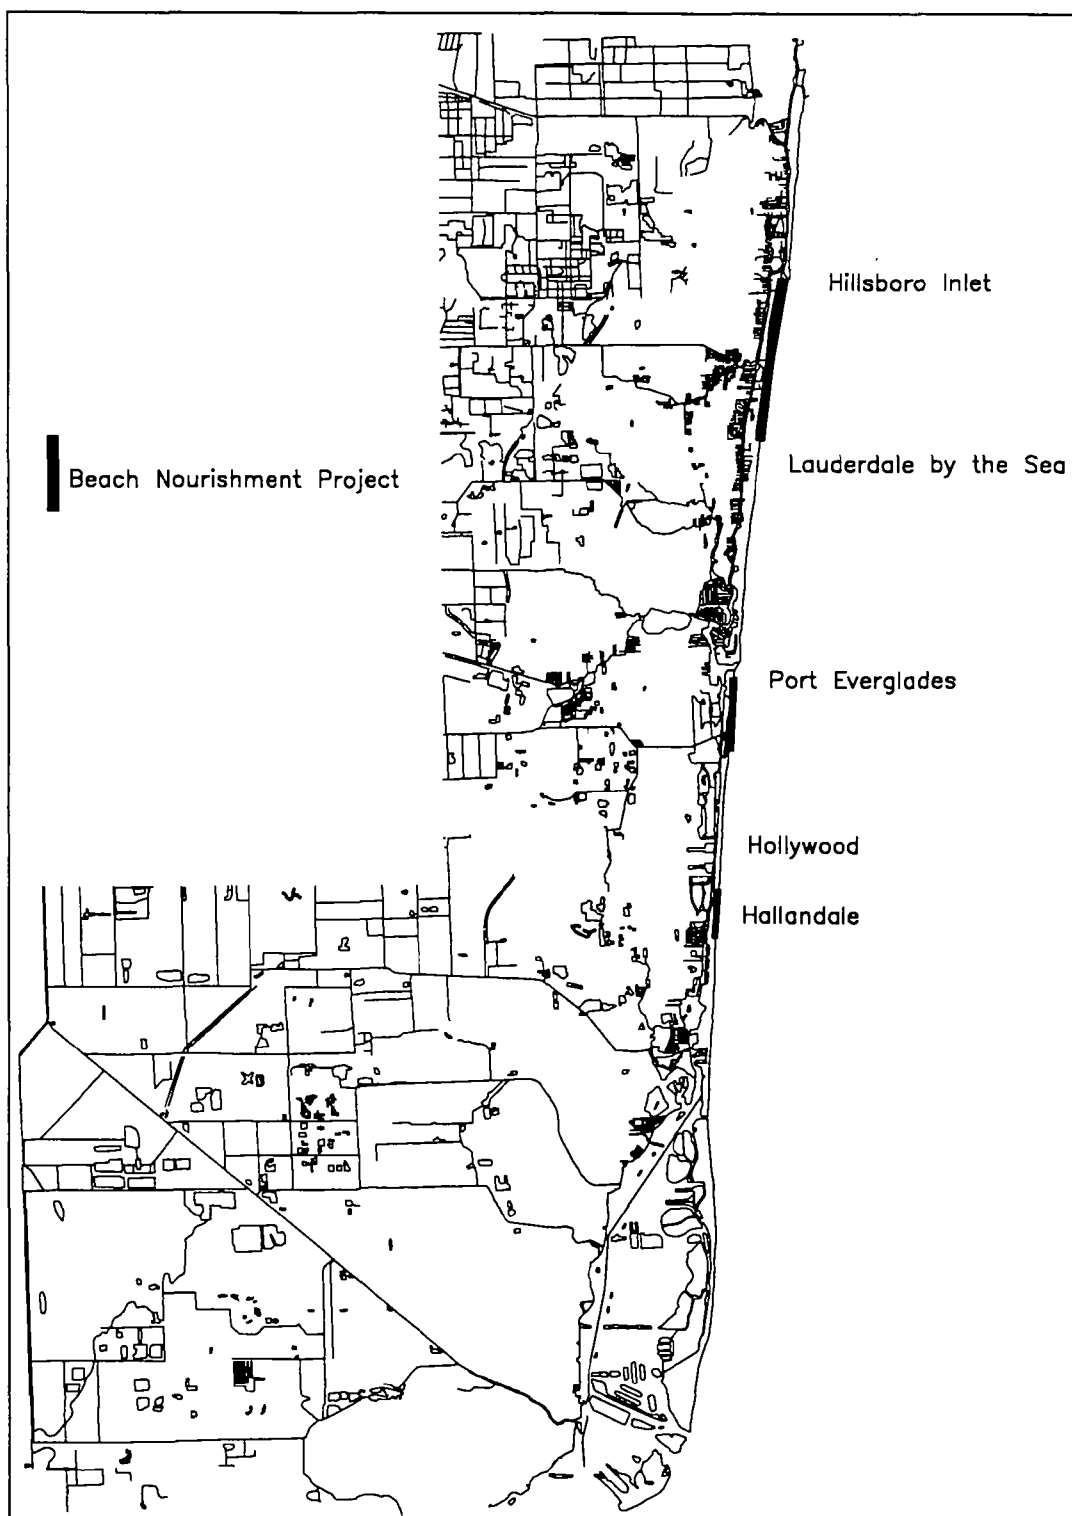 Hillsboro Inlet
Lauderdale by the Sea
Beach Nourishment Project
Port Everglades
Hollywood
Hallandale